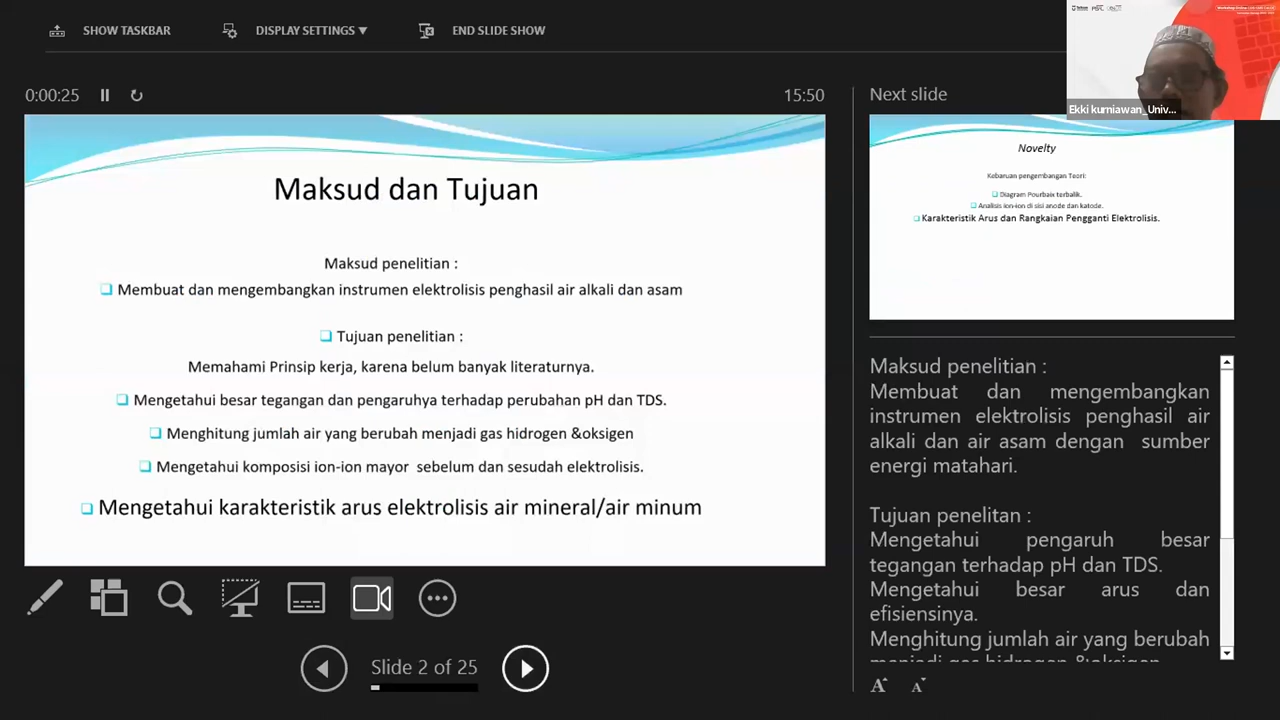 SHOW TASKBAR
DISPLAY SETTINGS ▼
END SLIDE SHOW
0:00:25
15:50
Maksud dan Tujuan
Maksud penelitian :
Membuat dan mengembangkan instrumen elektrolisis penghasil air alkali dan asam
Tujuan penelitian :
Memahami Prinsip kerja, karena belum banyak literaturnya.
Mengetahui besar tegangan dan pengaruhya terhadap perubahan pH dan TDS.
Menghitung jumlah air yang berubah menjadi gas hidrogen &oksigen
Mengetahui komposisi ion-ion mayor sebelum dan sesudah elektrolisis.
Mengetahui karakteristik arus elektrolisis air mineral/air minum
Slide 2 of 25
Next slide
Ekki kurniawan_Univ...
Novelty
Kebaruan pengembangan Teori:
Diagram Pourbaix terbalik.
Analisis ion-ion di sisi anode dan katode.
Karakteristik Arus dan Rangkaian Pengganti Elektrolisis.
Maksud penelitian :
Membuat dan mengembangkan
instrumen elektrolisis penghasil air
alkali dan air asam dengan sumber
energi matahari.
Tujuan penelitan :
Mengetahui pengaruh besar
tegangan terhadap pH dan TDS.
Mengetahui besar arus dan
efisiensinya.
Menghitung jumlah air yang berubah
menjadi gas hidrogen &oksigen
A A